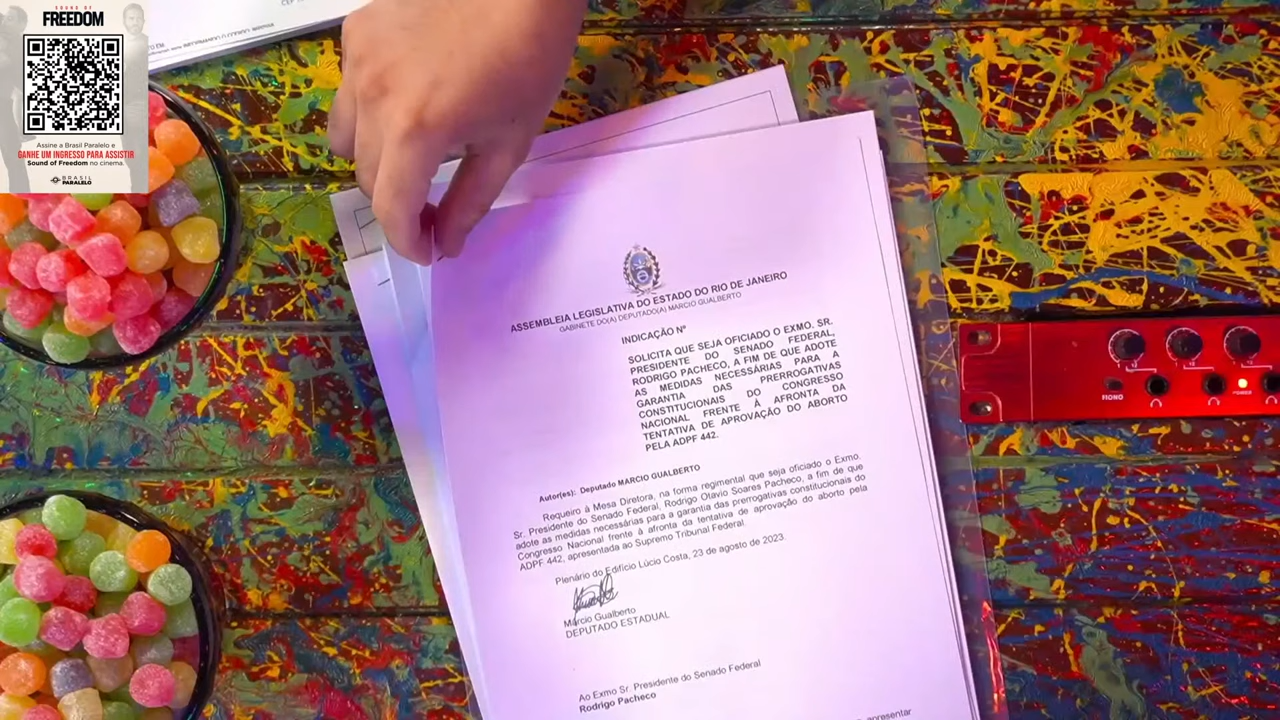 SOUND OF
FREEDOM
Assine a Brasil Paralelo e
GANHE UM INGRESSO PARA ASSISTIR
Sound of Freedom no cinema.
BRASIL
PARALELO
ASSEMBLEIA LEGISLATIVA DO ESTADO DO RIO DE JANEIRO
GABINETE DO(A) DEPUTADO(A) MARCIO GUALBERTO
INDICAÇÃO Nº
SOLICITA QUE SEJA OFICIADO O EXMO. SR.
PRESIDENTE DO SENADO FEDERAL,
RODRIGO PACHECO, A FIM DE QUE ADOTE
AS MEDIDAS NECESSÁRIAS PARA A
GARANTIA DAS PRERROGATIVAS
CONSTITUCIONAIS DO CONGRESSO
NACIONAL FRENTE À AFRONTA DA
TENTATIVA DE APROVAÇÃO DO ABORTO
PELA ADPF 442.
Autor(es): Deputado MARCIO GUALBERTO
Requeiro à Mesa Diretora, na forma regimental que seja oficiado o Exmo.
Sr. Presidente do Senado Federal, Rodrigo Otavio Soares Pacheco, a fim de que
adote as medidas necessárias para a garantia das prerrogativas constitucionais do
Congresso Nacional frente à afronta da tentativa de aprovação do aborto pela
ADPF 442, apresentada ao Supremo Tribunal Federal.
Plenário do Edifício Lúcio Costa, 23 de agosto de 2023.
Márcio Gualberto
DEPUTADO ESTADUAL
Ao Exmo Sr. Presidente do Senado Federal
Rodrigo Pacheco
apresentar
MONO
POWER